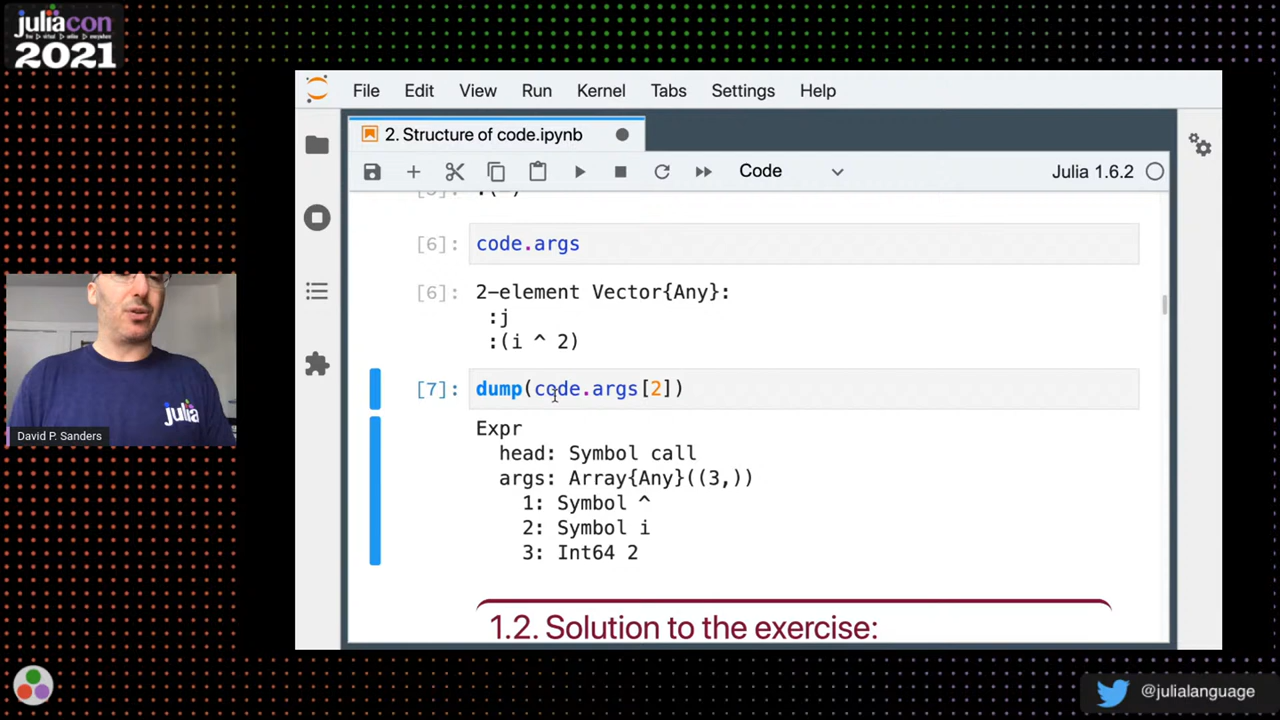 juliacon
2021
File Edit View Run Kernel Tabs Settings Help
2. Structure of code.ipynb
Code
Julia 1.6.2
[6]: code.args
[6]: 2-element Vector{Any}:
:j
:(i ^ 2)
[7]: dump(code.args[2])
Expr
head: Symbol call
args: Array{Any}((3,))
1: Symbol ^
2: Symbol i
3: Int64 2
1.2. Solution to the exercise:
julia
David P. Sanders
@julialanguage